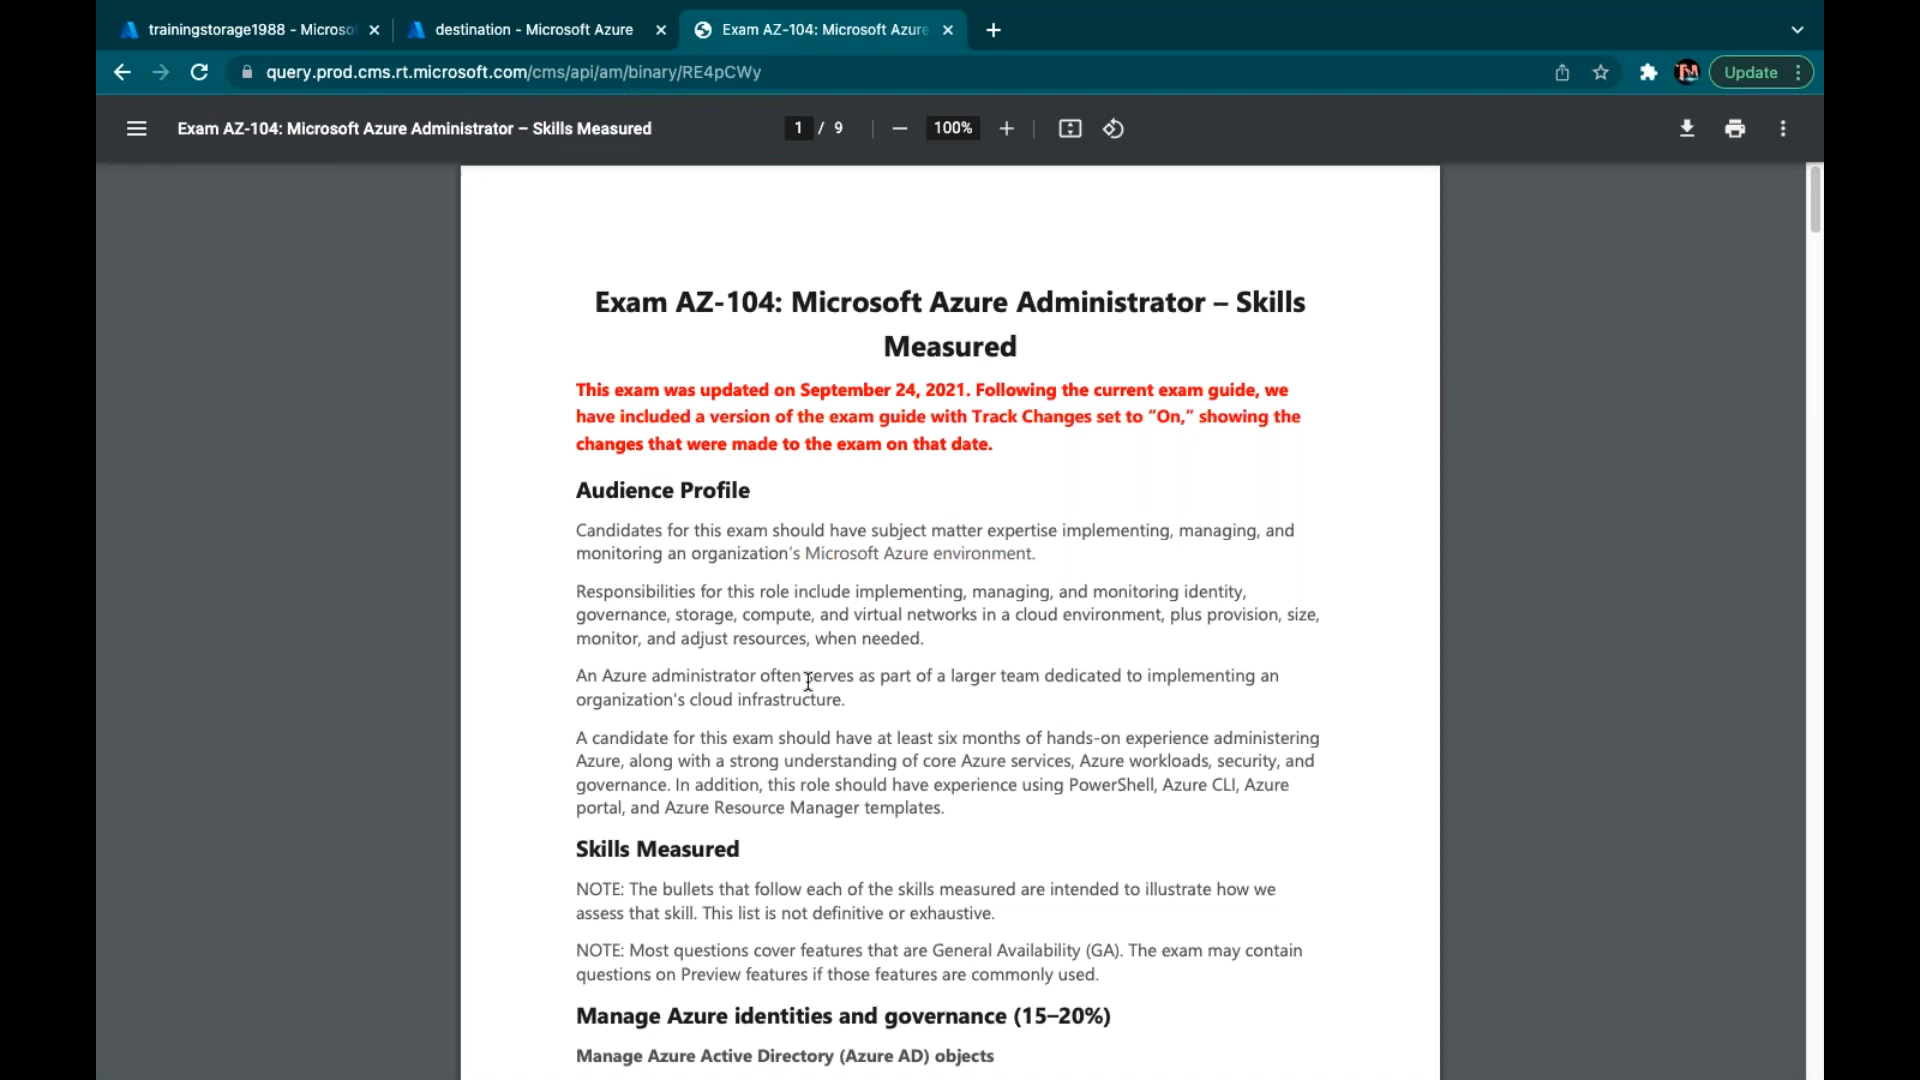 trainingstorage1988 - Microso
destination - Microsoft Azure
Exam AZ-104: Microsoft Azure
query.prod.cms.rt.microsoft.com/cms/api/am/binary/RE4pCWy
TM
Update
Exam AZ-104: Microsoft Azure Administrator – Skills Measured
1 / 9
100%
Exam AZ-104: Microsoft Azure Administrator – Skills
Measured
This exam was updated on September 24, 2021. Following the current exam guide, we
have included a version of the exam guide with Track Changes set to “On,” showing the
changes that were made to the exam on that date.
Audience Profile
Candidates for this exam should have subject matter expertise implementing, managing, and
monitoring an organization’s Microsoft Azure environment.
Responsibilities for this role include implementing, managing, and monitoring identity,
governance, storage, compute, and virtual networks in a cloud environment, plus provision, size,
monitor, and adjust resources, when needed.
An Azure administrator often serves as part of a larger team dedicated to implementing an
organization's cloud infrastructure.
A candidate for this exam should have at least six months of hands-on experience administering
Azure, along with a strong understanding of core Azure services, Azure workloads, security, and
governance. In addition, this role should have experience using PowerShell, Azure CLI, Azure
portal, and Azure Resource Manager templates.
Skills Measured
NOTE: The bullets that follow each of the skills measured are intended to illustrate how we
assess that skill. This list is not definitive or exhaustive.
NOTE: Most questions cover features that are General Availability (GA). The exam may contain
questions on Preview features if those features are commonly used.
Manage Azure identities and governance (15–20%)
Manage Azure Active Directory (Azure AD) objects